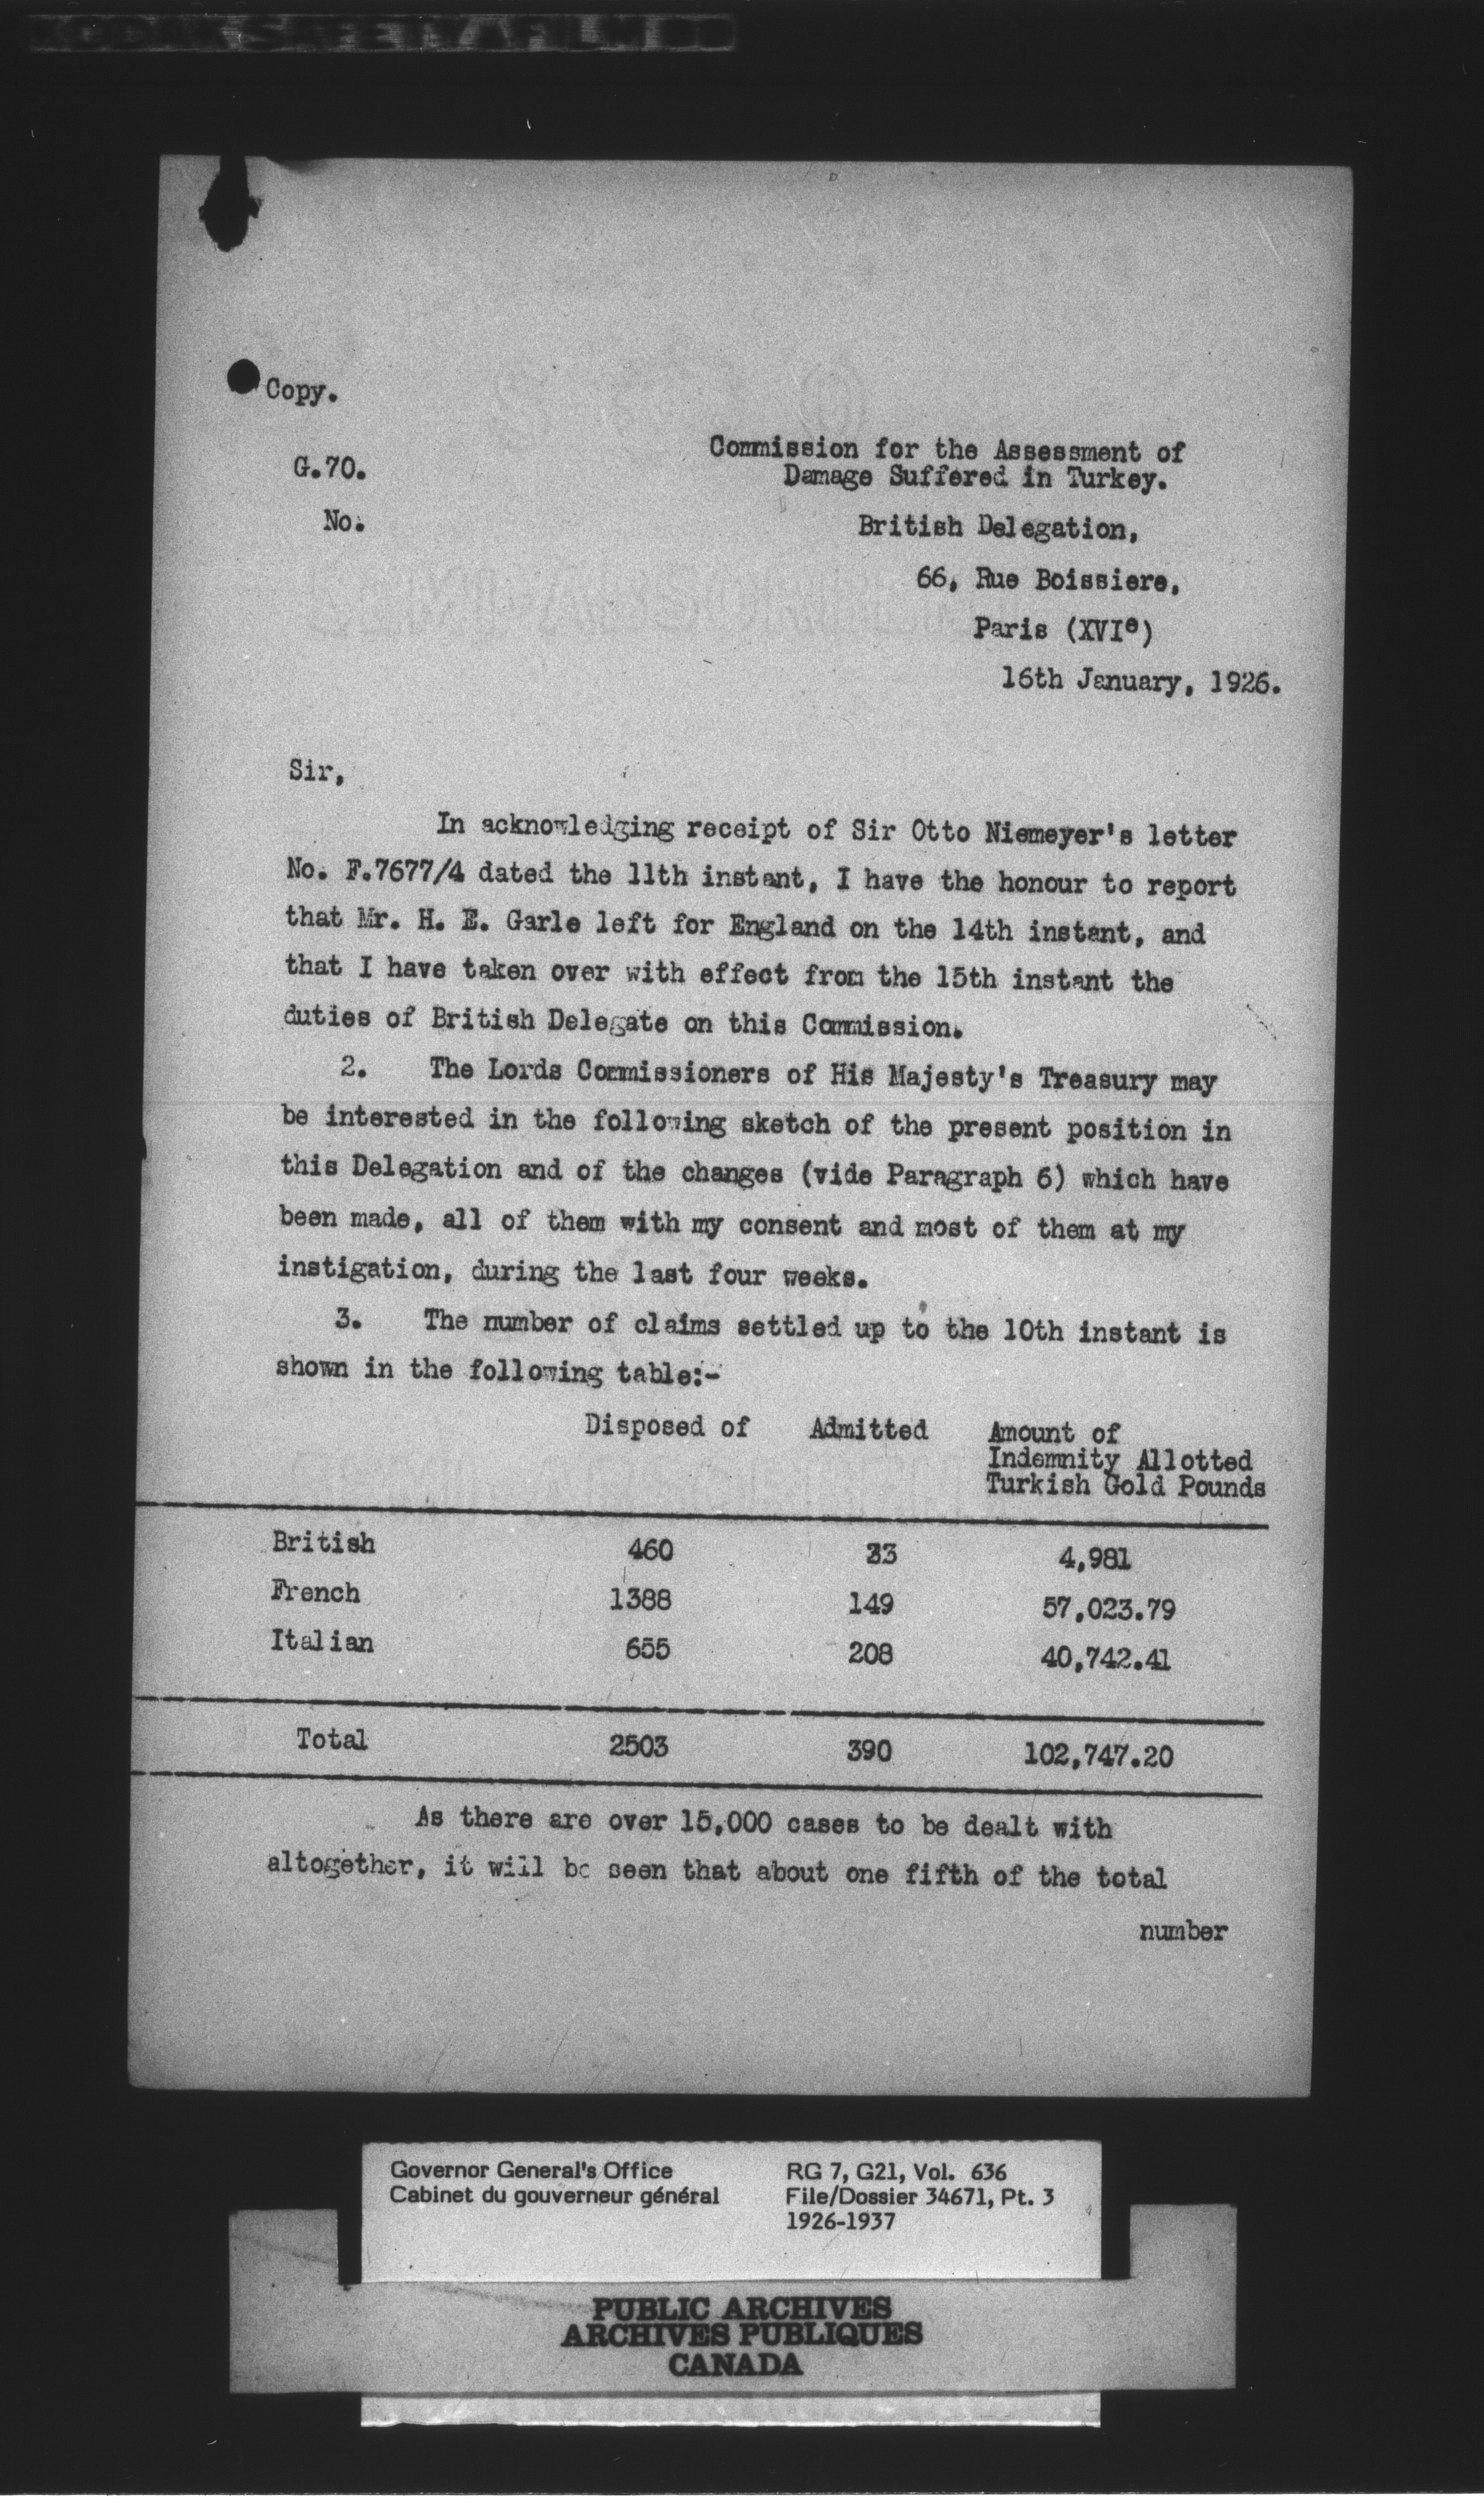 KODAK SAFETY FILM
Copy.
G.70.
No.
Commission for the Assessment of
Damage Suffered in Turkey.
British Delegation,
66, Rue Boissiere,
Paris (XVIe)
16th January, 1926.
Sir,
In acknowledging receipt of Sir Otto Niemeyer's letter
No. F.7677/4 dated the 11th instant, I have the honour to report
that Mr. H. E. Garle left for England on the 14th instant, and
that I have taken over with effect from the 15th instant the
duties of British Delegate on this Commission.
2. The Lords Commissioners of His Majesty's Treasury may
be interested in the following sketch of the present position in
this Delegation and of the changes (vide Paragraph 6) which have
been made, all of them with my consent and most of them at my
instigation, during the last four weeks.
3. The number of claims settled up to the 10th instant is
shown in the following table:-
Disposed of Admitted Amount of
Indemnity Allotted
Turkish Gold Pounds
British 460 33 4,981
French 1388 149 57,023.79
Italian 655 208 40,742.41
Total 2503 390 102,747.20
As there are over 15,000 cases to be dealt with
altogether, it will be seen that about one fifth of the total
number
Governor General's Office RG 7, G21, Vol. 636
Cabinet du gouverneur général File/Dossier 34671, Pt. 3
1926-1937
PUBLIC ARCHIVES
ARCHIVES PUBLIQUES
CANADA